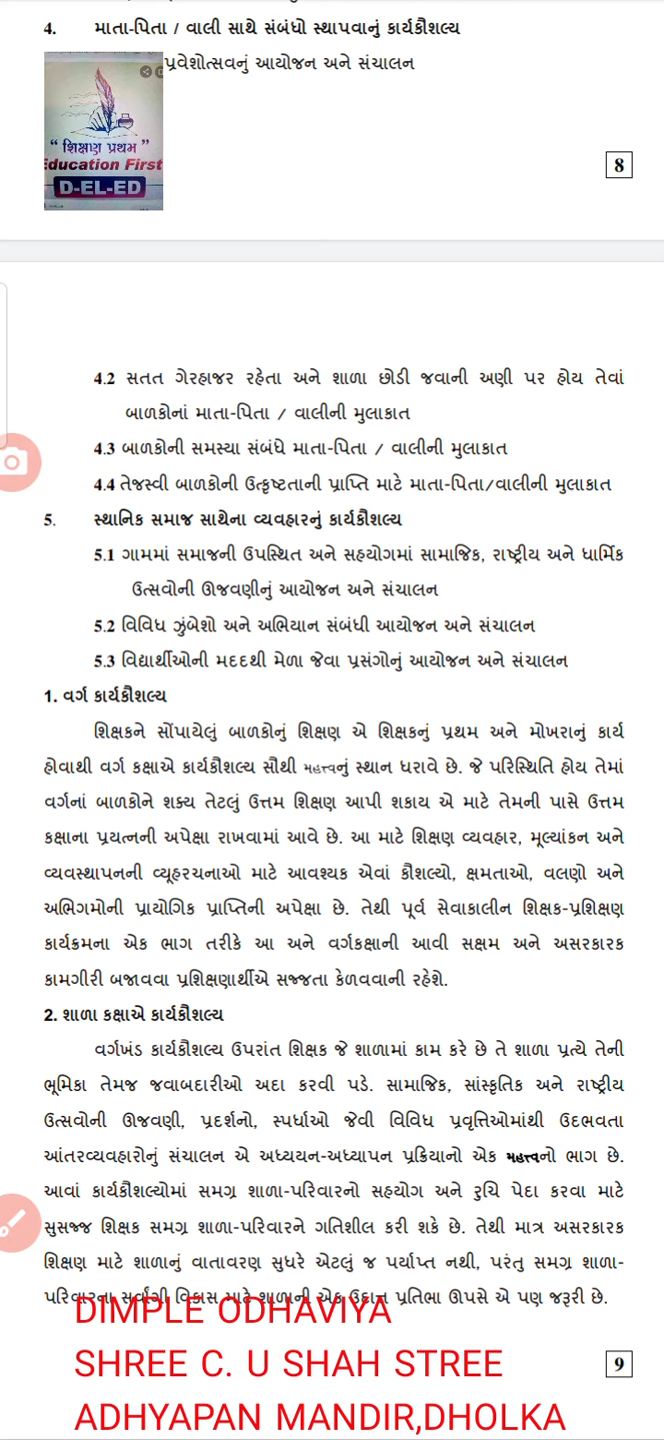 4. માતા-પિતા / વાલી સાથે સંબંધો સ્થાપવાનું કાર્યકૌશલ્ય
પ્રવેશોત્સવનું આયોજન અને સંચાલન
“ શિક્ષણ પ્રથમ ”
Education First
D-EL-ED
8
4.2 સતત ગેરહાજર રહેતા અને શાળા છોડી જવાની અણી પર હોય તેવાં
બાળકોનાં માતા-પિતા / વાલીની મુલાકાત
4.3 બાળકોની સમસ્યા સંબંધે માતા-પિતા / વાલીની મુલાકાત
4.4 તેજસ્વી બાળકોની ઉત્કૃષ્ટતાની પ્રાપ્તિ માટે માતા-પિતા/વાલીની મુલાકાત
5. સ્થાનિક સમાજ સાથેના વ્યવહારનું કાર્યકૌશલ્ય
5.1 ગામમાં સમાજની ઉપસ્થિત અને સહયોગમાં સામાજિક, રાષ્ટ્રીય અને ધાર્મિક
ઉત્સવોની ઊજવણીનું આયોજન અને સંચાલન
5.2 વિવિધ ઝુંબેશો અને અભિયાન સંબંધી આયોજન અને સંચાલન
5.3 વિદ્યાર્થીઓની મદદથી મેળા જેવા પ્રસંગોનું આયોજન અને સંચાલન
1. વર્ગ કાર્યકૌશલ્ય
શિક્ષકને સોંપાયેલું બાળકોનું શિક્ષણ એ શિક્ષકનું પ્રથમ અને મોખરાનું કાર્ય
હોવાથી વર્ગ કક્ષાએ કાર્યકૌશલ્ય સૌથી મહત્ત્વનું સ્થાન ધરાવે છે. જે પરિસ્થિતિ હોય તેમાં
વર્ગનાં બાળકોને શક્ય તેટલું ઉત્તમ શિક્ષણ આપી શકાય એ માટે તેમની પાસે ઉત્તમ
કક્ષાના પ્રયત્નની અપેક્ષા રાખવામાં આવે છે. આ માટે શિક્ષણ વ્યવહાર, મૂલ્યાંકન અને
વ્યવસ્થાપનની વ્યૂહરચનાઓ માટે આવશ્યક એવાં કૌશલ્યો, ક્ષમતાઓ, વલણો અને
અભિગમોની પ્રાયોગિક પ્રાપ્તિની અપેક્ષા છે. તેથી પૂર્વ સેવાકાલીન શિક્ષક-પ્રશિક્ષણ
કાર્યક્રમના એક ભાગ તરીકે આ અને વર્ગકક્ષાની આવી સક્ષમ અને અસરકારક
કામગીરી બજાવવા પ્રશિક્ષણાર્થીએ સજ્જતા કેળવવાની રહેશે.
2. શાળા કક્ષાએ કાર્યકૌશલ્ય
વર્ગખંડ કાર્યકૌશલ્ય ઉપરાંત શિક્ષક જે શાળામાં કામ કરે છે તે શાળા પ્રત્યે તેની
ભૂમિકા તેમજ જવાબદારીઓ અદા કરવી પડે. સામાજિક, સાંસ્કૃતિક અને રાષ્ટ્રીય
ઉત્સવોની ઊજવણી, પ્રદર્શનો, સ્પર્ધાઓ જેવી વિવિધ પ્રવૃત્તિઓમાંથી ઉદભવતા
આંતરવ્યવહારોનું સંચાલન એ અધ્યયન-અધ્યાપન પ્રક્રિયાનો એક મહત્ત્વનો ભાગ છે.
આવાં કાર્યકૌશલ્યોમાં સમગ્ર શાળા-પરિવારનો સહયોગ અને રુચિ પેદા કરવા માટે
સુસજ્જ શિક્ષક સમગ્ર શાળા-પરિવારને ગતિશીલ કરી શકે છે. તેથી માત્ર અસરકારક
શિક્ષણ માટે શાળાનું વાતાવરણ સુધરે એટલું જ પર્યાપ્ત નથી, પરંતુ સમગ્ર શાળા-
પરિવારના સર્વાંગી વિકાસ માટે શાળાની એક ઉદ્દાત્ત પ્રતિભા ઊપસે એ પણ જરૂરી છે.
DIMPLE ODHAVIYA
SHREE C. U SHAH STREE
9
ADHYAPAN MANDIR,DHOLKA